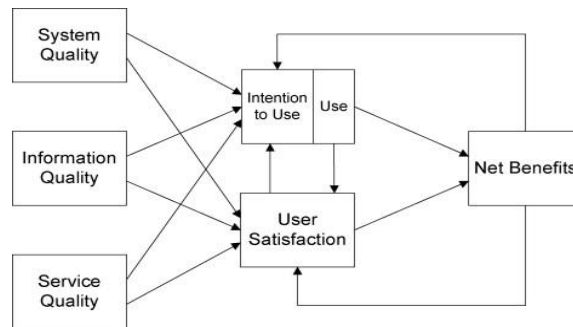 System
Quality
Intention
to Use
Use
Information
Quality
Net Benefits
User
Satisfaction
Service
Quality